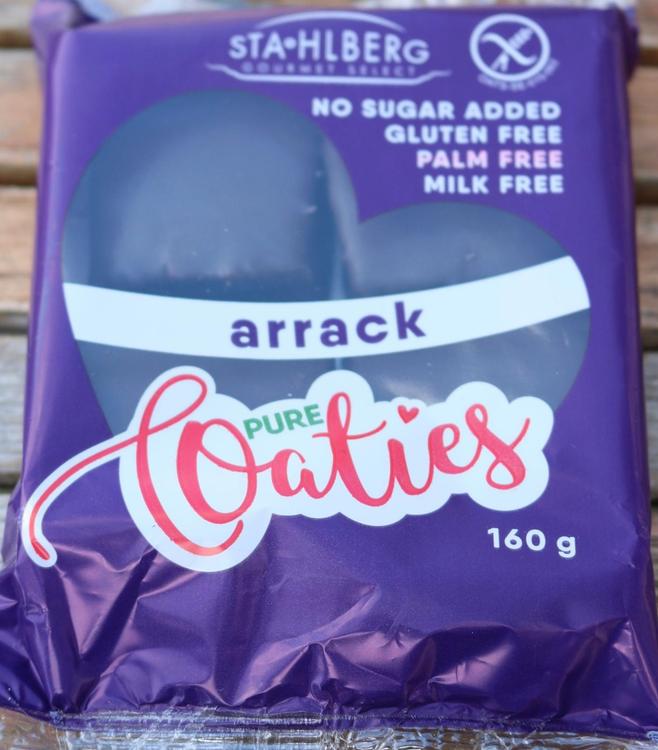 STA•HLBERG
GOURMET SELECT
NO SUGAR ADDED
GLUTEN FREE
PALM FREE
MILK FREE
arrack
PURE
Oaties
160 g